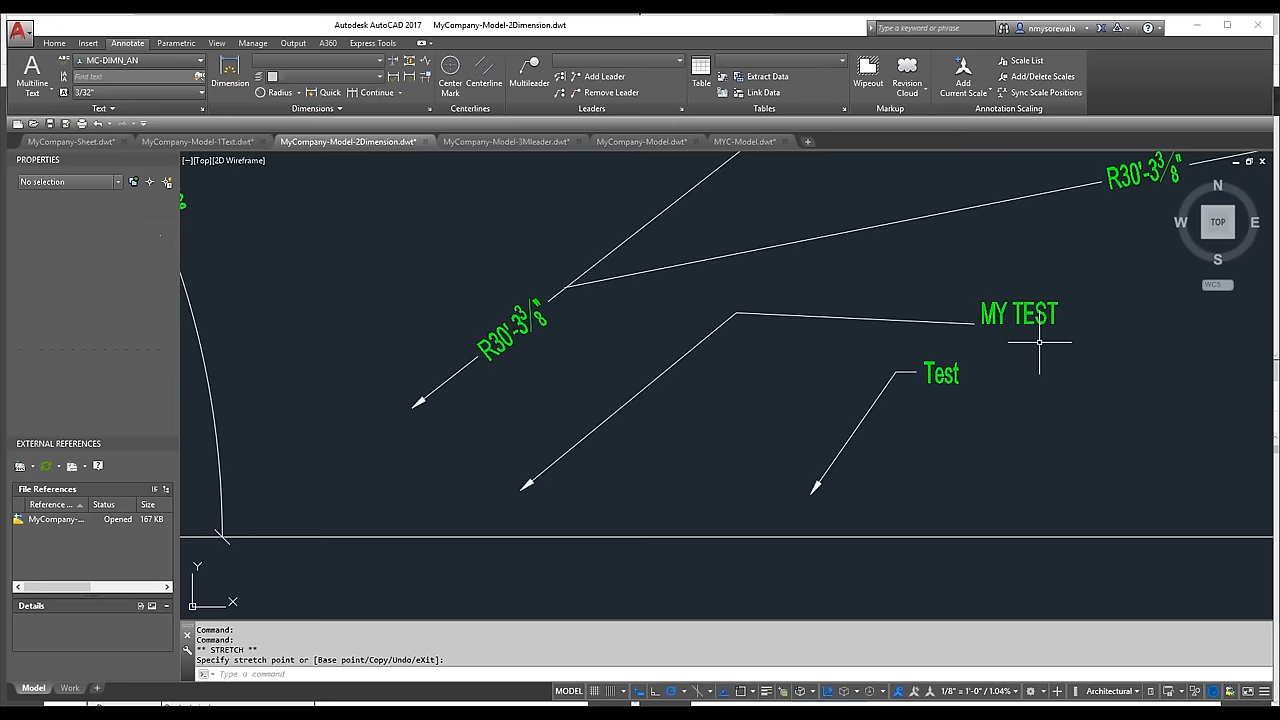 Autodesk AutoCAD 2017 MyCompany-Model-2Dimension.dwt
Type a keyword or phrase
nmysorewala
Home Insert Annotate Parametric View Manage Output A360 Express Tools
Multiline Text
MC-DIMN_AN
Find text
3/32"
Text
Dimension
Radius Quick Continue
Dimensions
Center Mark
Centerline
Centerlines
Multileader
Add Leader
Remove Leader
Leaders
Table
Extract Data
Link Data
Tables
Wipeout
Revision Cloud
Markup
Add Current Scale
Scale List
Add/Delete Scales
Sync Scale Positions
Annotation Scaling
MyCompany-Sheet.dwt* MyCompany-Model-1Text.dwt* MyCompany-Model-2Dimension.dwt* MyCompany-Model-3Mleader.dwt* MyCompany-Model.dwt* MYC-Model.dwt*
PROPERTIES
No selection
[−][Top][2D Wireframe]
R30'-3 3/8"
N
W TOP E
S
WCS
R30'-3 3/8"
MY TEST
Test
EXTERNAL REFERENCES
File References
Reference ... Status Size
MyCompany-... Opened 167 KB
Details
Y
X
Command:
Command:
** STRETCH **
Specify stretch point or [Base point/Copy/Undo/eXit]:
Type a command
Model Work +
MODEL 1/8" = 1'-0" / 1.04% Architectural